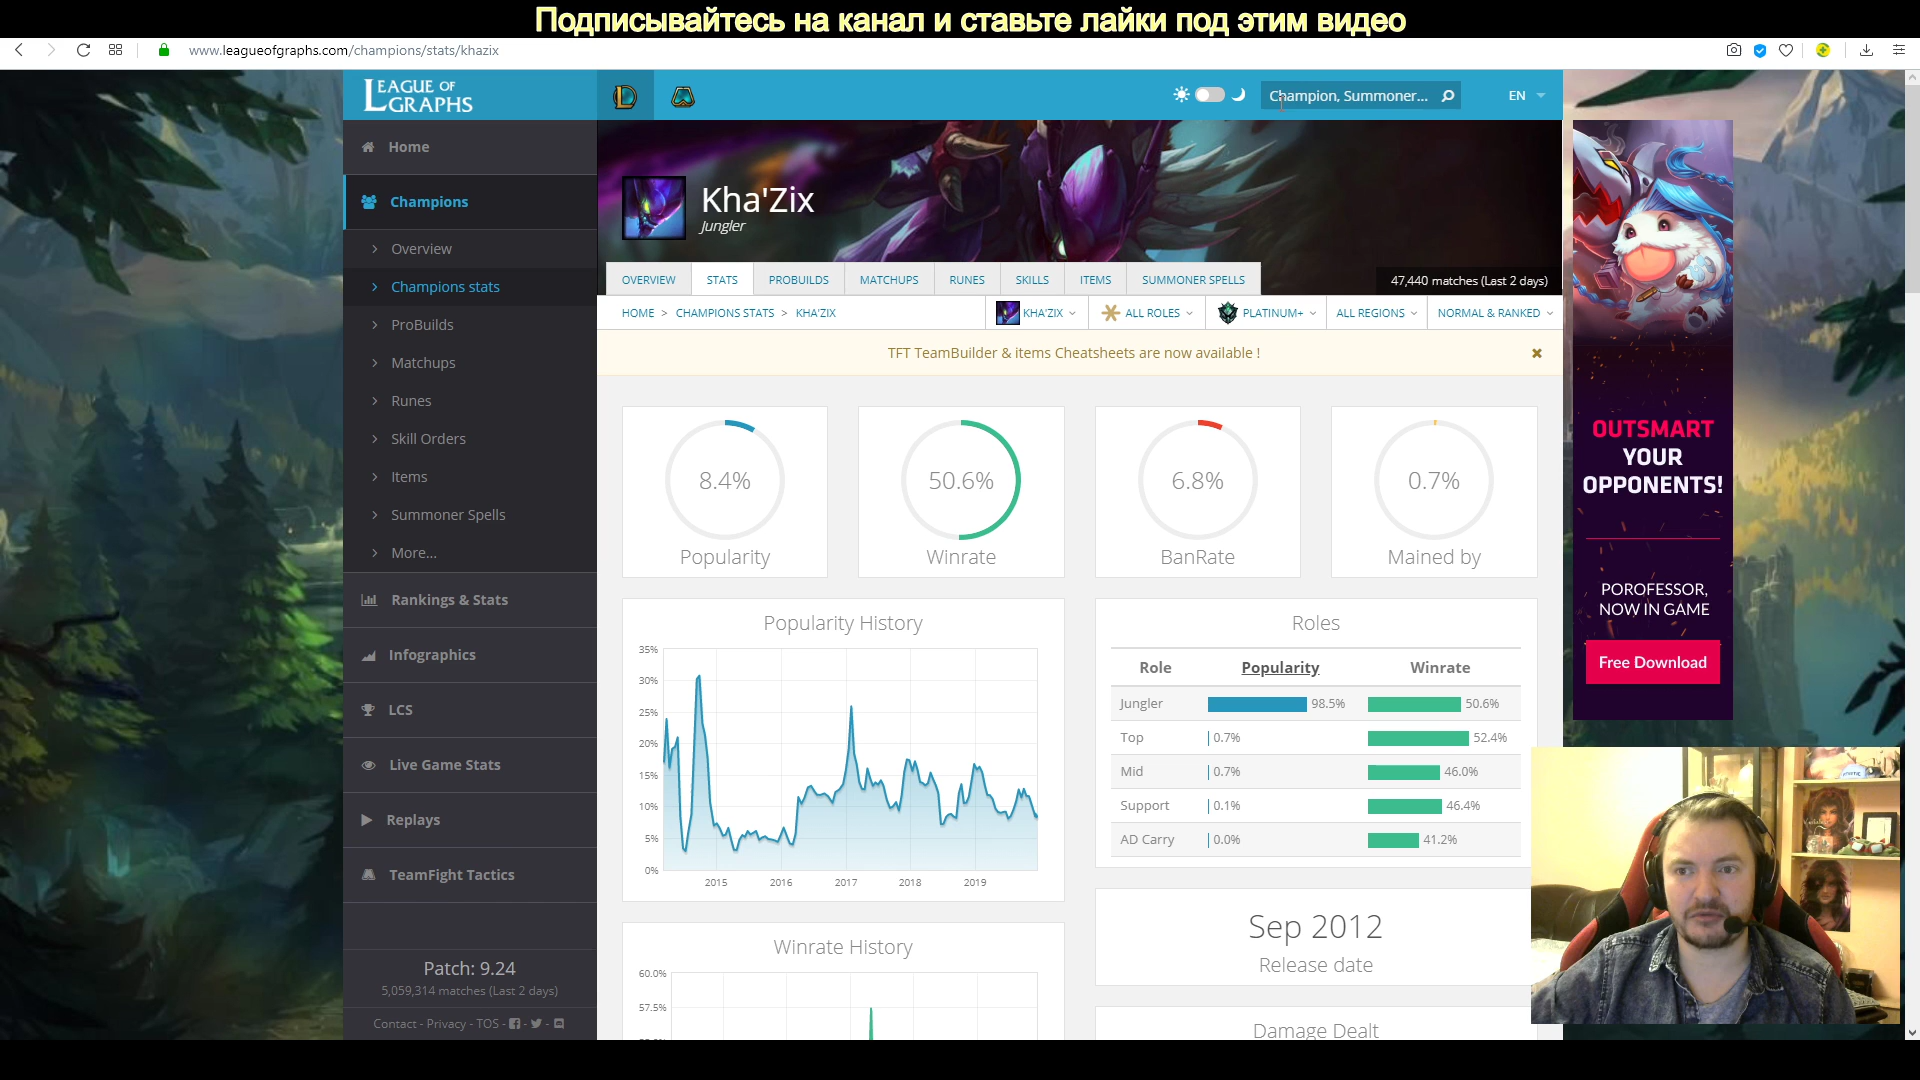 Подписывайтесь на канал и ставьте лайки под этим видео
www.leagueofgraphs.com/champions/stats/khazix
LEAGUE OF GRAPHS
Champion, Summoner...
EN
Home
Champions
Overview
Champions stats
ProBuilds
Matchups
Runes
Skill Orders
Items
Summoner Spells
More...
Rankings & Stats
Infographics
LCS
Live Game Stats
Replays
TeamFight Tactics
Patch: 9.24
5,059,314 matches (Last 2 days)
Contact - Privacy - TOS - - -
Kha'Zix
Jungler
OVERVIEW STATS PROBUILDS MATCHUPS RUNES SKILLS ITEMS SUMMONER SPELLS
47,440 matches (Last 2 days)
HOME > CHAMPIONS STATS > KHA'ZIX
KHA'ZIX ALL ROLES PLATINUM+ ALL REGIONS NORMAL & RANKED
TFT TeamBuilder & items Cheatsheets are now available !
8.4%
Popularity
50.6%
Winrate
6.8%
BanRate
0.7%
Mained by
Popularity History
35%
30%
25%
20%
15%
10%
5%
0%
2015 2016 2017 2018 2019
Roles
Role Popularity Winrate
Jungler 98.5% 50.6%
Top 0.7% 52.4%
Mid 0.7% 46.0%
Support 0.1% 46.4%
AD Carry 0.0% 41.2%
Winrate History
60.0%
57.5%
Sep 2012
Release date
Damage Dealt
OUTSMART
YOUR
OPPONENTS!
POROFESSOR,
NOW IN GAME
Free Download